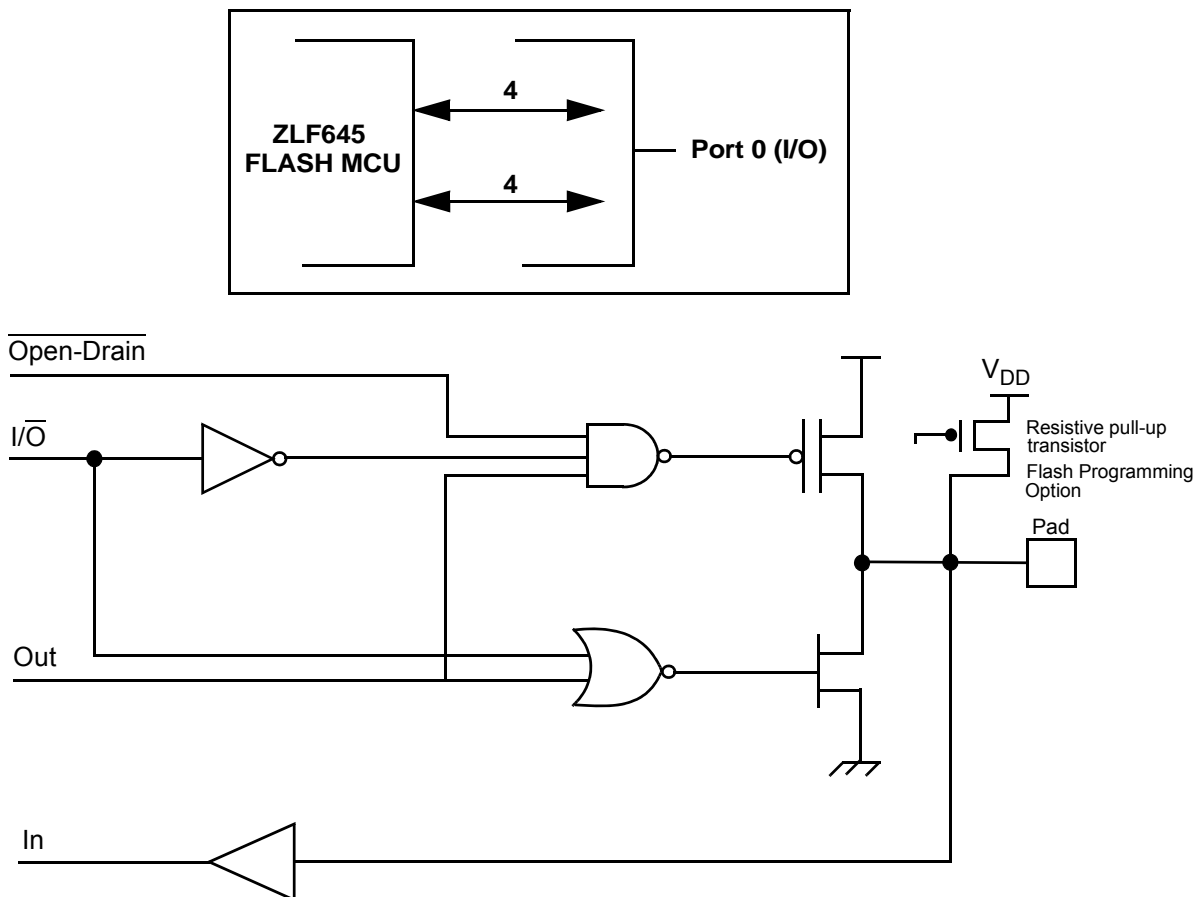 4
ZLF645
FLASH MCU
Port 0 (I/O)
4
Open-Drain
I/O
VDD
Resistive pull-up
transistor
Flash Programming
Option
Pad
Out
In